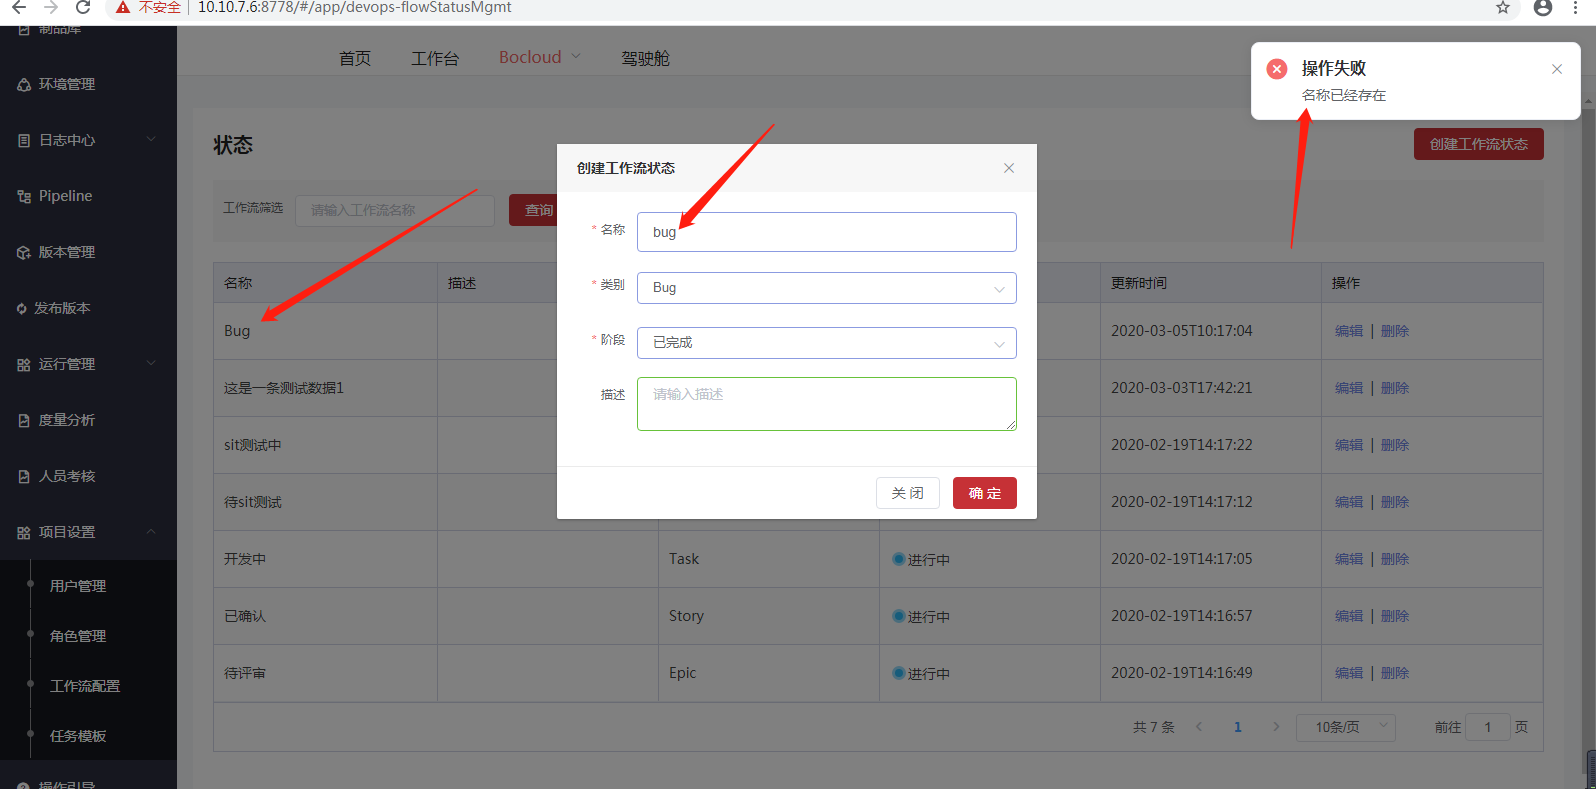 不安全 10.10.7.6:8778/#/app/devops-flowStatusMgmt
制品库
环境管理
日志中心
Pipeline
版本管理
发布版本
运行管理
度量分析
人员考核
项目设置
用户管理
角色管理
工作流配置
任务模板
操作引导
首页 工作台 Bocloud 驾驶舱
操作失败
名称已经存在
状态
创建工作流状态
工作流筛选 请输入工作流名称 查询
名称 描述 更新时间 操作
Bug 2020-03-05T10:17:04 编辑 | 删除
这是一条测试数据1 2020-03-03T17:42:21 编辑 | 删除
sit测试中 2020-02-19T14:17:22 编辑 | 删除
待sit测试 2020-02-19T14:17:12 编辑 | 删除
开发中 Task 进行中 2020-02-19T14:17:05 编辑 | 删除
已确认 Story 进行中 2020-02-19T14:16:57 编辑 | 删除
待评审 Epic 进行中 2020-02-19T14:16:49 编辑 | 删除
共 7 条 1 10条/页 前往 1 页
创建工作流状态
* 名称 bug
* 类别 Bug
* 阶段 已完成
描述 请输入描述
关 闭 确 定